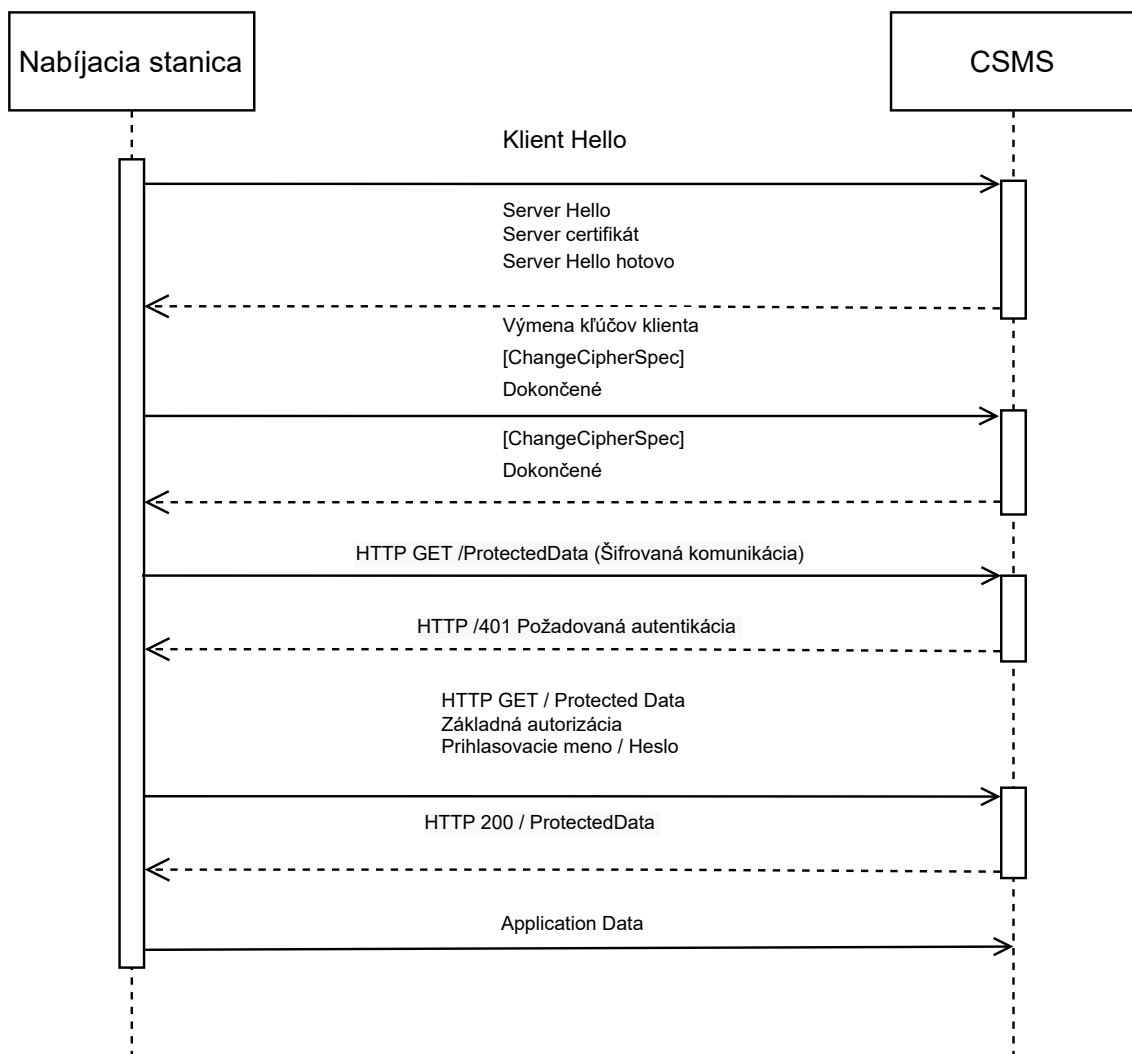 Nabíjacia stanica
CSMS
Klient Hello
Server Hello
Server certifikát
Server Hello hotovo
Výmena kľúčov klienta
[ChangeCipherSpec]
Dokončené
[ChangeCipherSpec]
Dokončené
HTTP GET /ProtectedData (Šifrovaná komunikácia)
HTTP /401 Požadovaná autentikácia
HTTP GET / Protected Data
Základná autorizácia
Prihlasovacie meno / Heslo
HTTP 200 / ProtectedData
Application Data